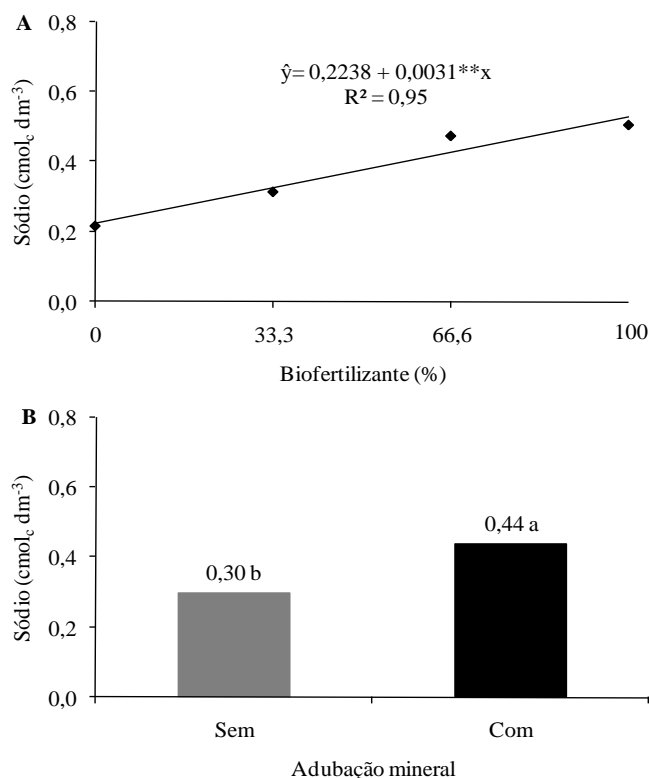 A
0,8
0,6
0,4
0,2
0,0
Sódio (cmolc dm-3)
ŷ= 0,2238 + 0,0031**x
R² = 0,95
0 33,3 66,6 100
Biofertilizante (%)
B
0,8
0,6
0,4
0,2
0,0
Sódio (cmolc dm-3)
0,30 b
0,44 a
Sem Com
Adubação mineral